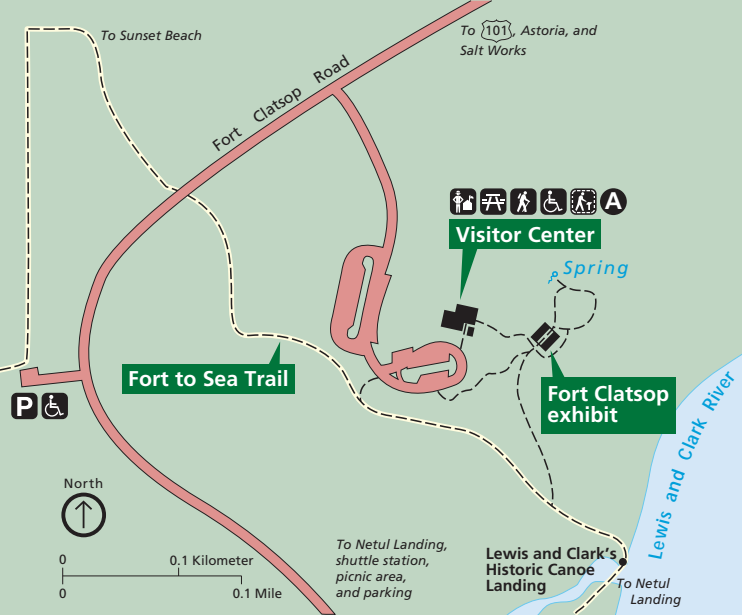 To Sunset Beach
To 101, Astoria, and
Salt Works
Fort Clatsop Road
A
Visitor Center
Spring
Fort to Sea Trail
Fort Clatsop
exhibit
P
Lewis and Clark River
North
0 0.1 Kilometer
0 0.1 Mile
To Netul Landing,
shuttle station,
picnic area,
and parking
Lewis and Clark's
Historic Canoe
Landing
To Netul
Landing